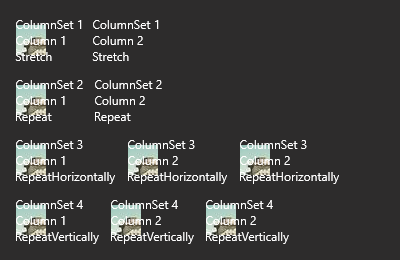 ColumnSet 1 ColumnSet 1
Column 1 Column 2
Stretch Stretch
ColumnSet 2 ColumnSet 2
Column 1 Column 2
Repeat Repeat
ColumnSet 3 ColumnSet 3 ColumnSet 3
Column 1 Column 2 Column 2
RepeatHorizontally RepeatHorizontally RepeatHorizontally
ColumnSet 4 ColumnSet 4 ColumnSet 4
Column 1 Column 2 Column 2
RepeatVertically RepeatVertically RepeatVertically